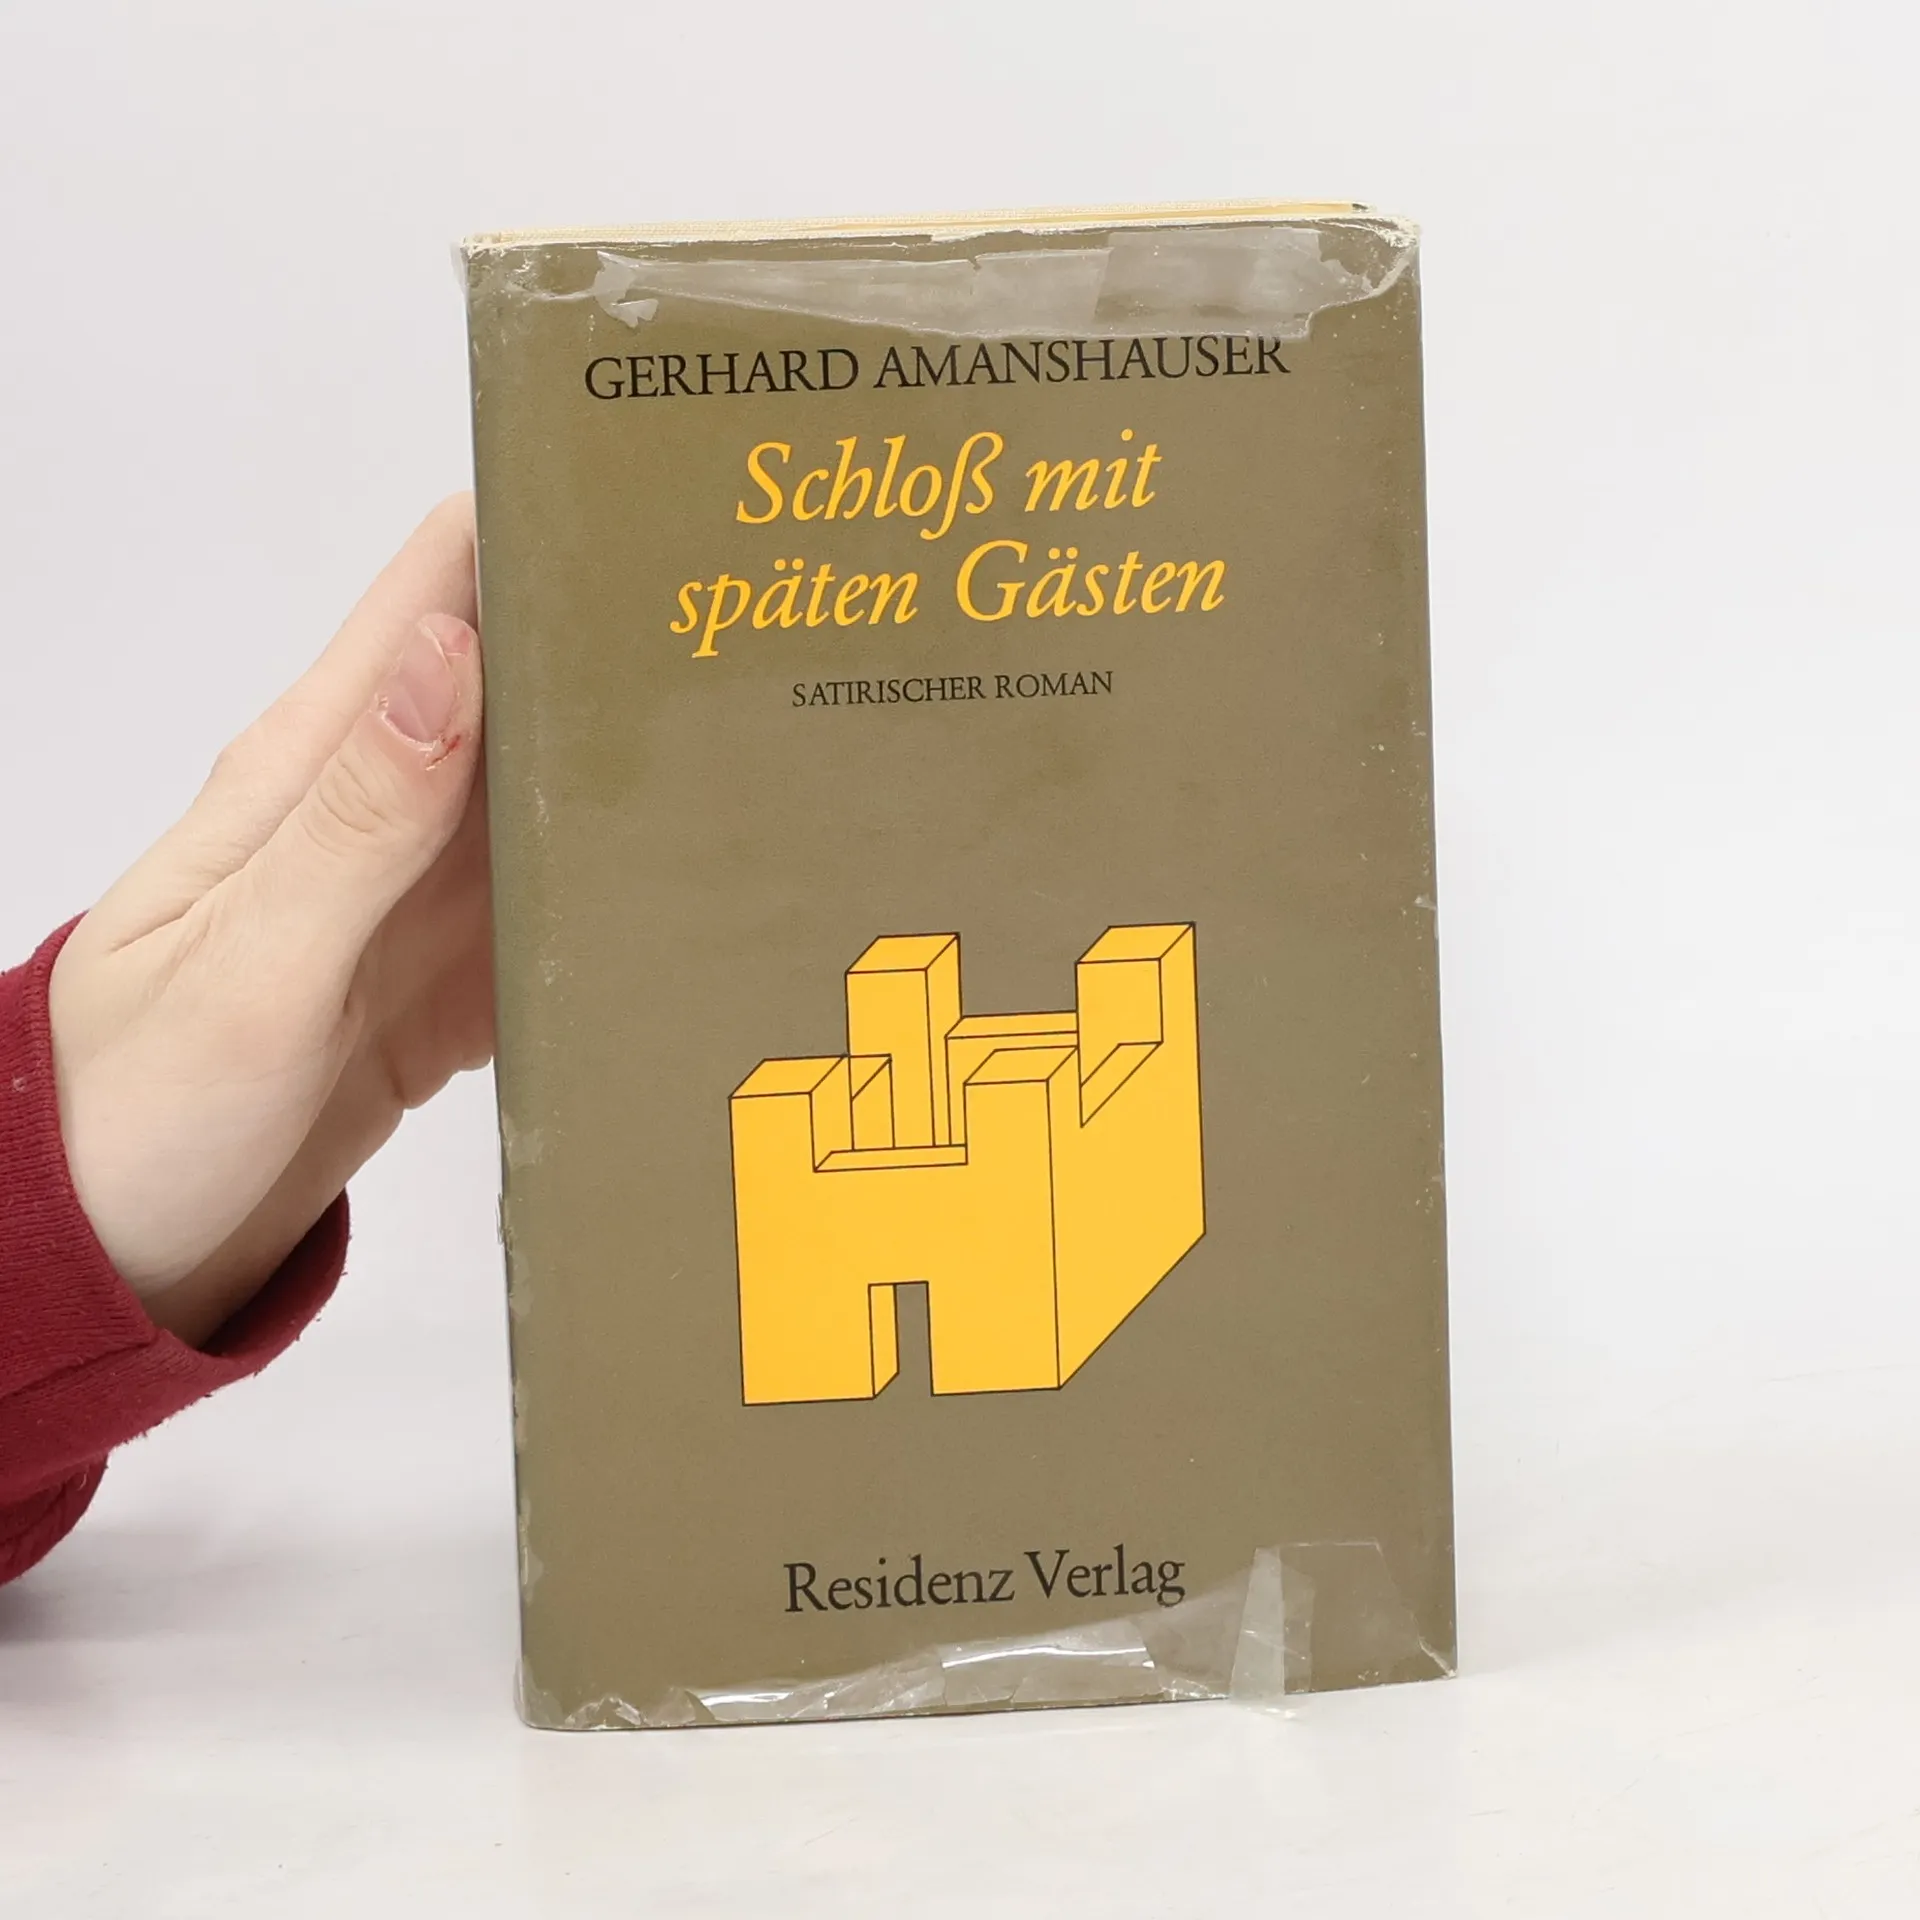 GERHARD AMANSHAUSER
Schloß mit
späten Gästen
SATIRISCHER ROMAN
Residenz Verlag